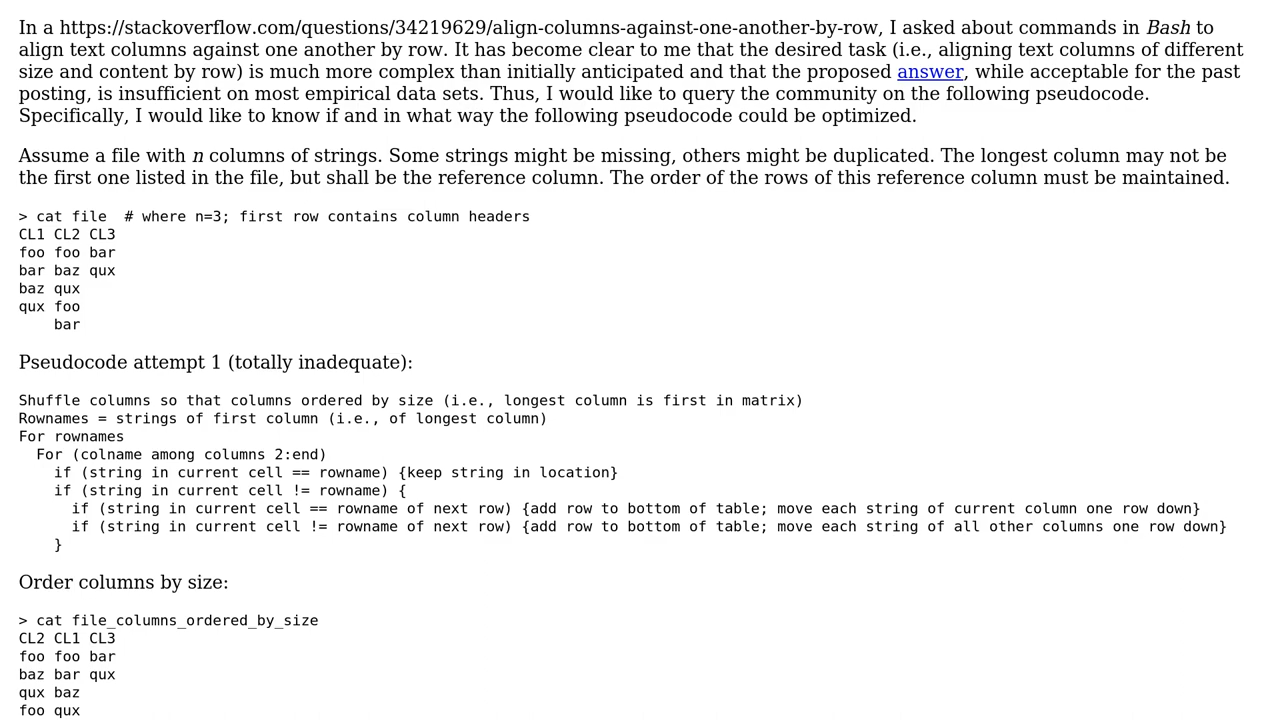 In a https://stackoverflow.com/questions/34219629/align-columns-against-one-another-by-row, I asked about commands in Bash to
align text columns against one another by row. It has become clear to me that the desired task (i.e., aligning text columns of different
size and content by row) is much more complex than initially anticipated and that the proposed answer, while acceptable for the past
posting, is insufficient on most empirical data sets. Thus, I would like to query the community on the following pseudocode.
Specifically, I would like to know if and in what way the following pseudocode could be optimized.
Assume a file with n columns of strings. Some strings might be missing, others might be duplicated. The longest column may not be
the first one listed in the file, but shall be the reference column. The order of the rows of this reference column must be maintained.
> cat file  # where n=3; first row contains column headers
CL1 CL2 CL3
foo foo bar
bar baz qux
baz qux
qux foo
    bar
Pseudocode attempt 1 (totally inadequate):
Shuffle columns so that columns ordered by size (i.e., longest column is first in matrix)
Rownames = strings of first column (i.e., of longest column)
For rownames
  For (colname among columns 2:end)
    if (string in current cell == rowname) {keep string in location}
    if (string in current cell != rowname) {
      if (string in current cell == rowname of next row) {add row to bottom of table; move each string of current column one row down}
      if (string in current cell != rowname of next row) {add row to bottom of table; move each string of all other columns one row down}
    }
Order columns by size:
> cat file_columns_ordered_by_size
CL2 CL1 CL3
foo foo bar
baz bar qux
qux baz
foo qux